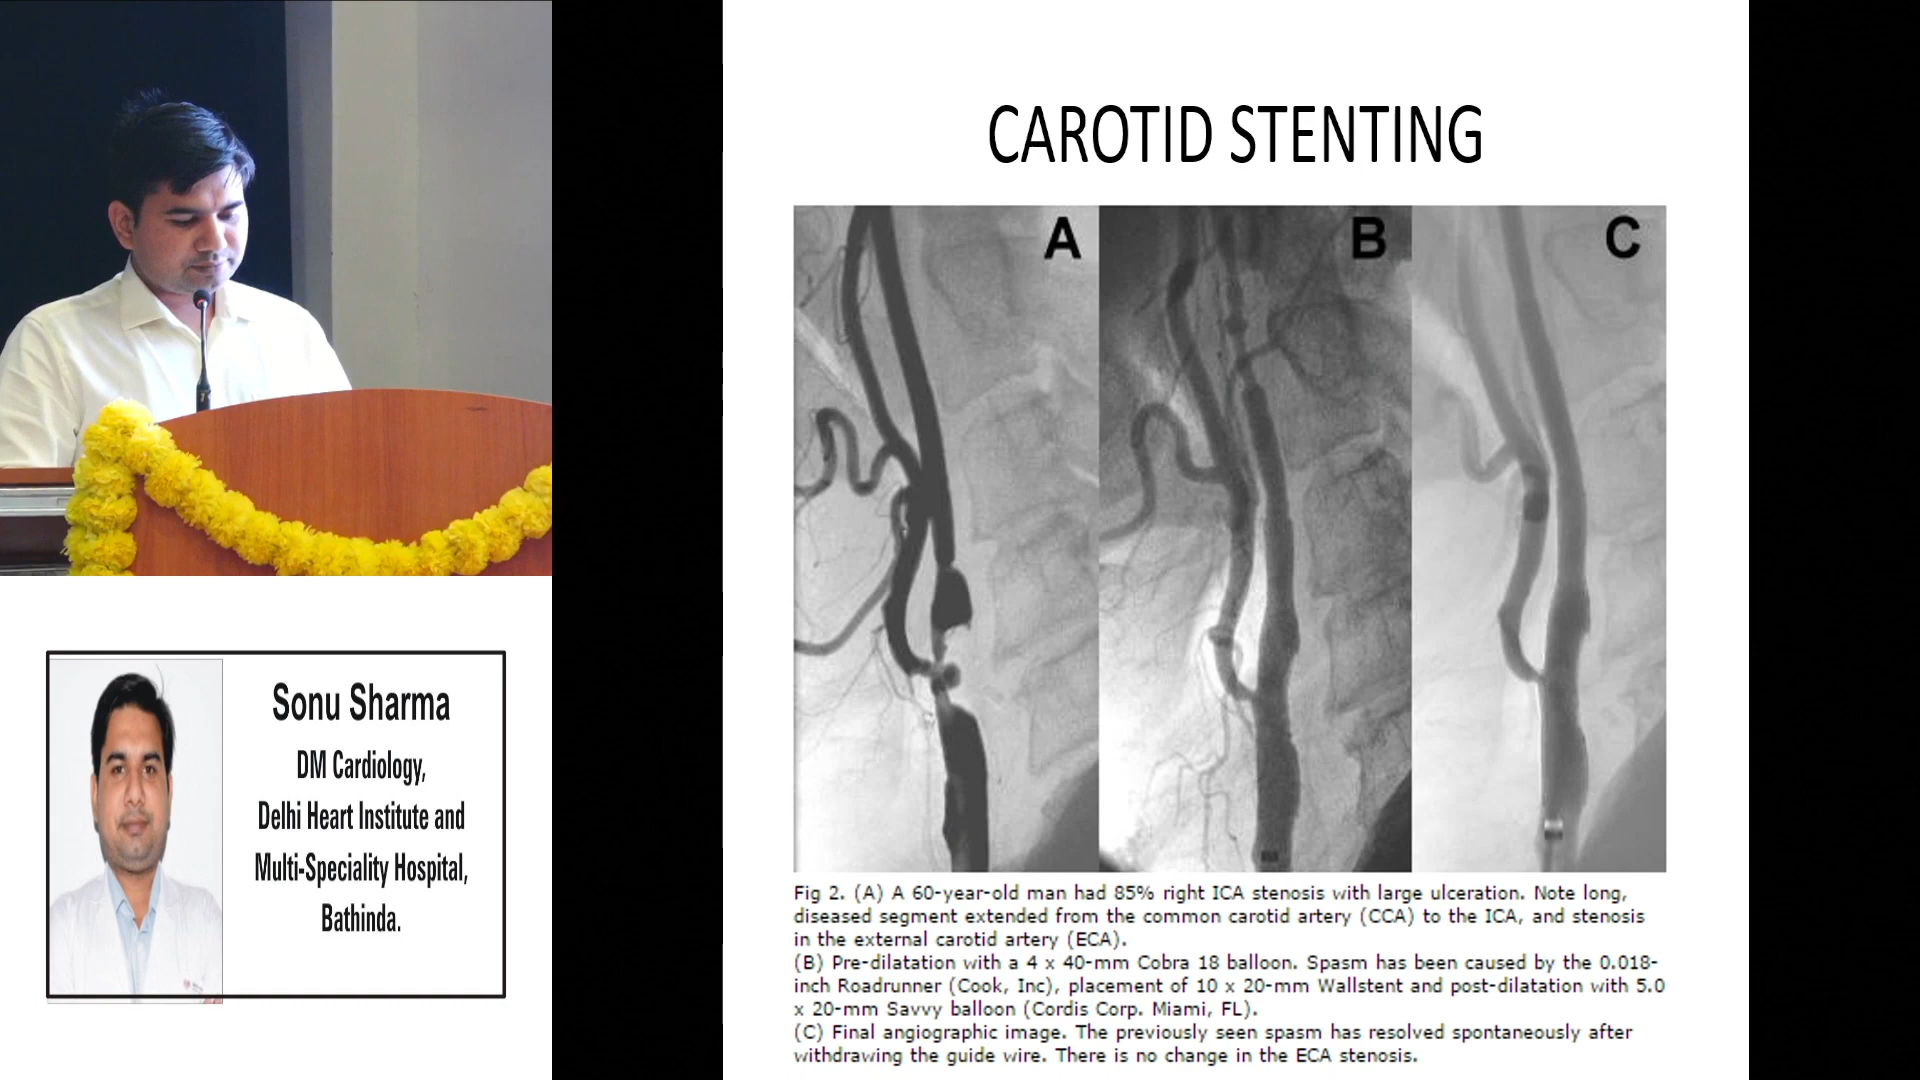 CAROTID STENTING
A
B
C
Sonu Sharma
DM Cardiology,
Delhi Heart Institute and
Multi-Speciality Hospital,
Bathinda.
Fig 2. (A) A 60-year-old man had 85% right ICA stenosis with large ulceration. Note long,
diseased segment extended from the common carotid artery (CCA) to the ICA, and stenosis
in the external carotid artery (ECA).
(B) Pre-dilatation with a 4 x 40-mm Cobra 18 balloon. Spasm has been caused by the 0.018-
inch Roadrunner (Cook, Inc), placement of 10 x 20-mm Wallstent and post-dilatation with 5.0
x 20-mm Savvy balloon (Cordis Corp. Miami, FL).
(C) Final angiographic image. The previously seen spasm has resolved spontaneously after
withdrawing the guide wire. There is no change in the ECA stenosis.